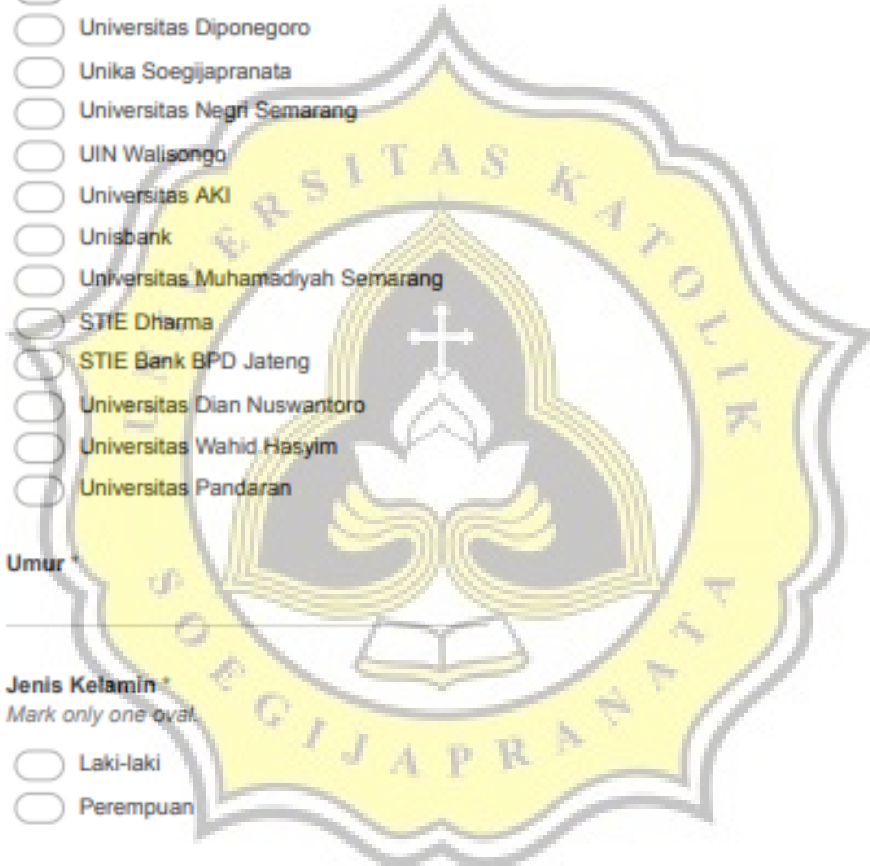 Universitas Diponegoro
Unika Soegijapranata
Universitas Negri Semarang
UIN Walisongo
Universitas AKI
Unisbank
Universitas Muhamadiyah Semarang
STIE Dharma
STIE Bank BPD Jateng
Universitas Dian Nuswantoro
Universitas Wahid Hasyim
Universitas Pandaran
Umur *
Jenis Kelamin *
Mark only one oval.
Laki-laki
Perempuan
UNIVERSITAS KATOLIK
SOEGIJAPRANATA